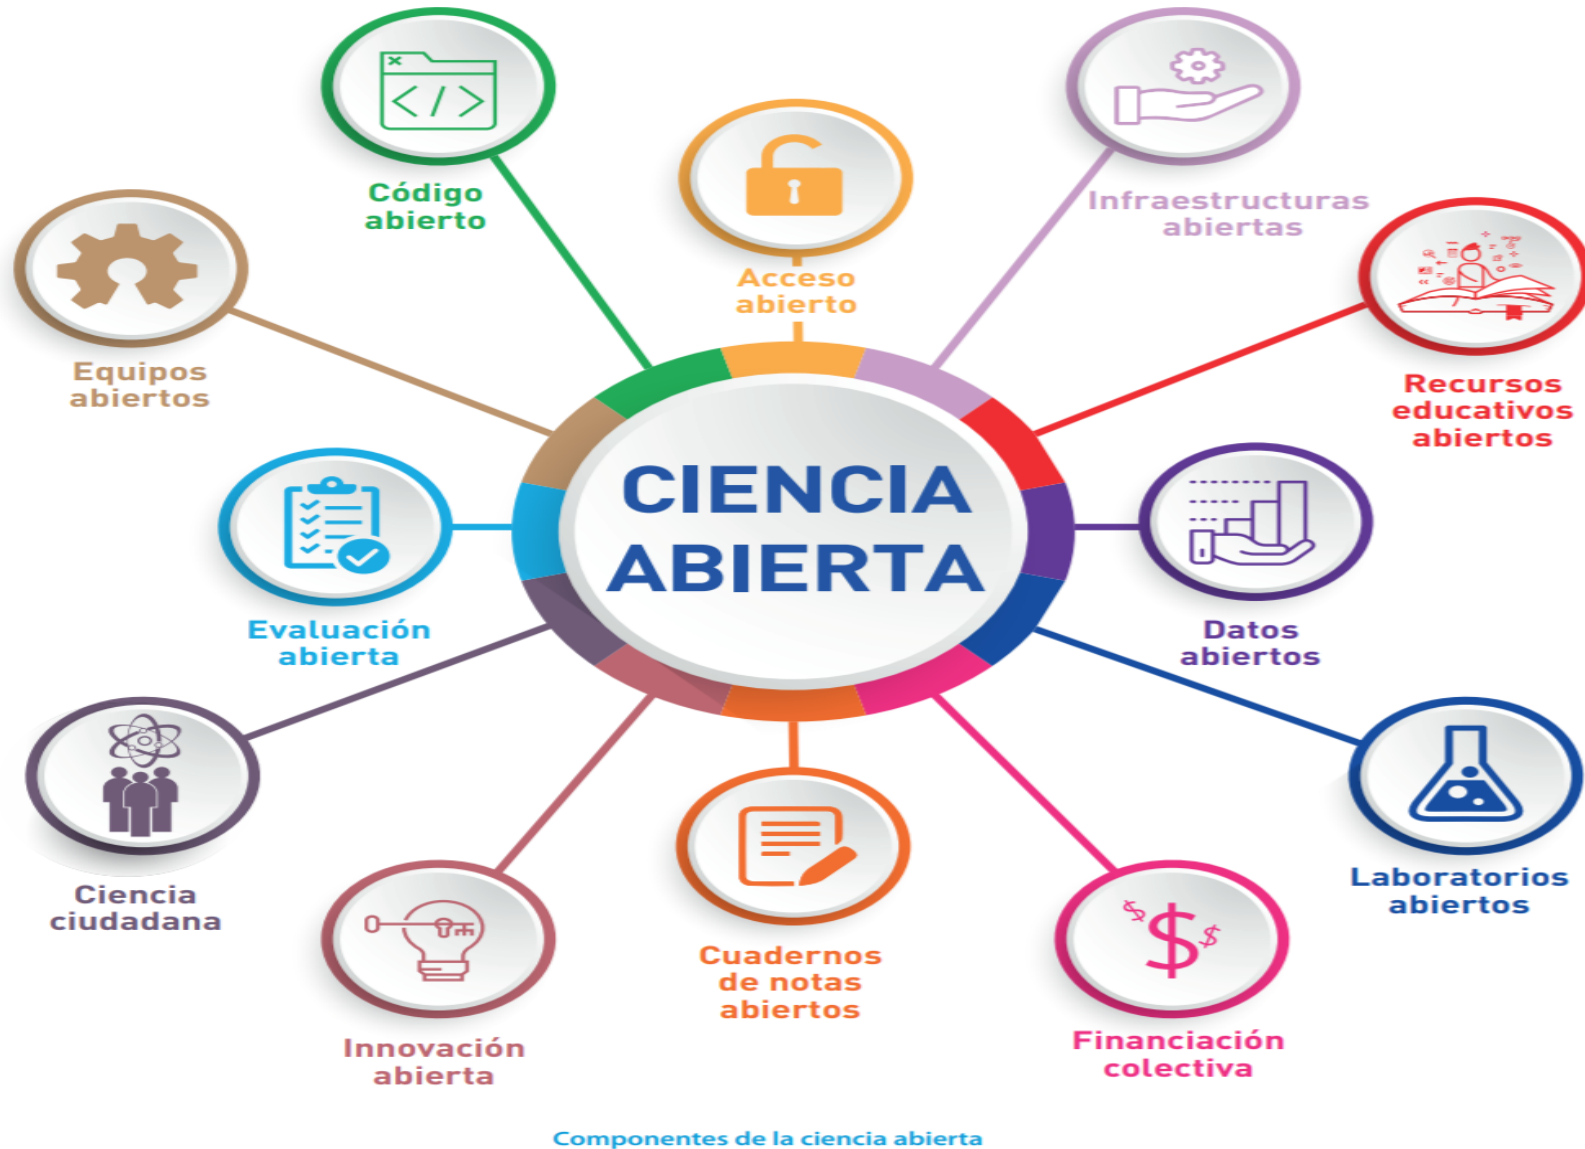 Código
abierto
Acceso
abierto
Infraestructuras
abiertas
Equipos
abiertos
Recursos
educativos
abiertos
CIENCIA
ABIERTA
Evaluación
abierta
Datos
abiertos
Ciencia
ciudadana
Laboratorios
abiertos
Innovación
abierta
Cuadernos
de notas
abiertos
Financiación
colectiva
Componentes de la ciencia abierta